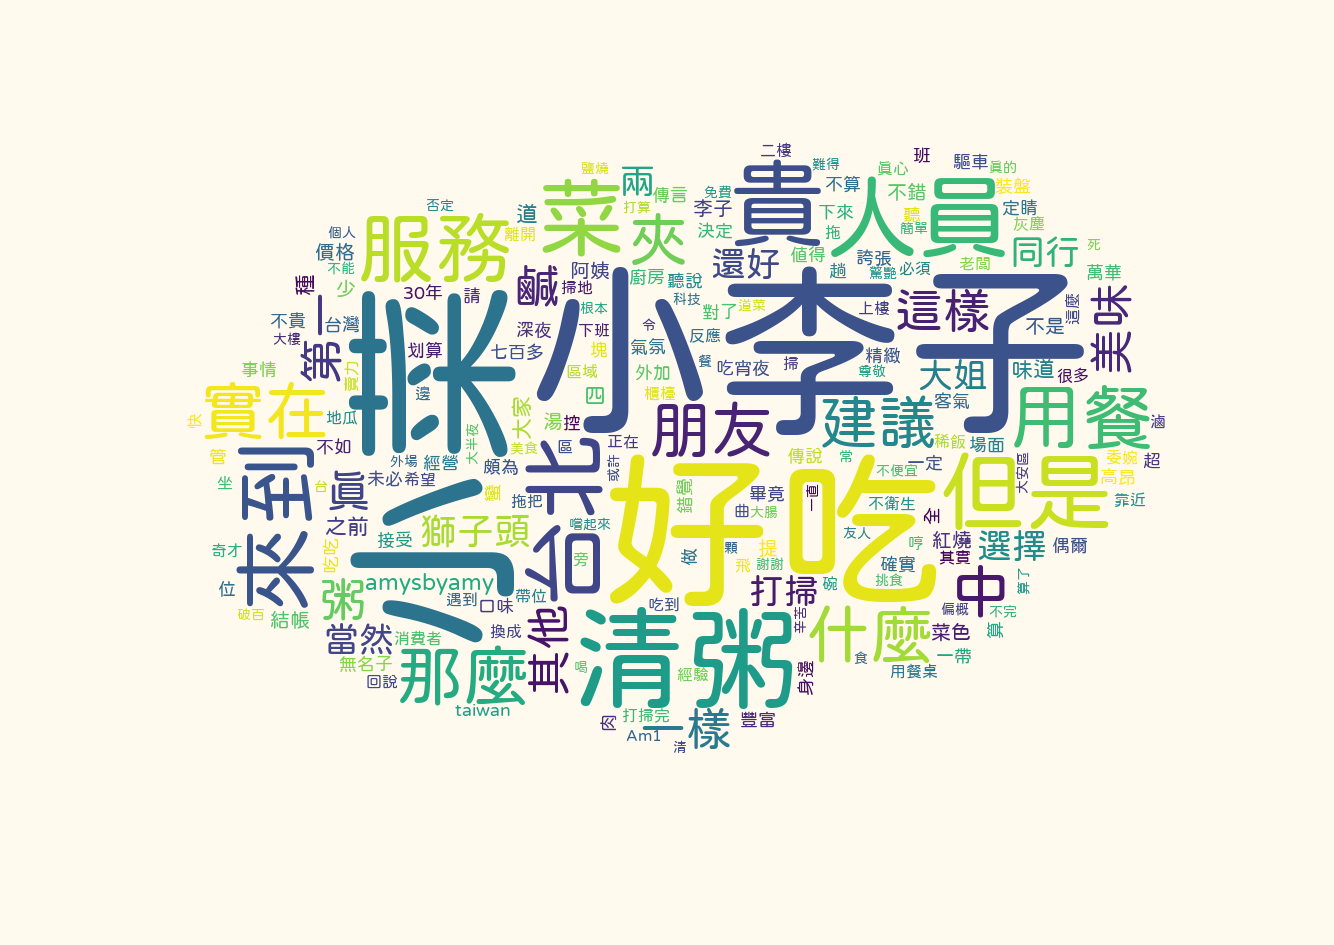 二樓
難得
班
驅車
真的
鹽燒
兩
真心
傳言
免費
貴
人員
不錯
裝盤
不算
菜
夾
李子
下來
聽
定睛
否定
道
打算
服務
離開
決定
拖
簡單
灰塵
個人
價格
還好
值得
誇張
同行
死
不能
種
鹹
阿姨
廚房
聽說
趟
驚艷
必須
老闆
萬華
少
30年
請
掃地
科技
小李子
這樣
這麼
美味
根本
對了
道菜
上樓
不貴
一
台灣
深夜
下班
令
反應
不是
大樓
第
划算
七百多
塊
氣氛
餐
掃
精緻
味道
很多
事情
賣力
區域
外加
吃宵夜
尊敬
大姐
邊
四
櫃檯
客氣
實在
地瓜
大家
湯
控
朋友
建議
用餐
滷
快
大半夜
稀飯
不如
美食
區
正在
場面
管
外場
經營
頗為
傳說
常
一定
委婉
超
來到
真
未必
希望
或許
不便宜
大安區
高昂
坐
台
蠻
拖把
台北
好吃
錯覺
畢竟
一直
但是
靠近
之前
曲
大腸
不衛生
全
獅子頭
嚐起來
做
顆
提
友人
奇才
吃吃
接受
旁
飛
謝謝
確實
哼
紅燒
其實
選擇
偶爾
位
粥
amysbyamy
帶位
打掃
碗
挑食
中
算了
遇到
口味
吃到
破百
結帳
辛苦
什麼
偏概
不完
當然
消費者
換成
其他
清粥
菜色
算
無名子
那麼
喝
經驗
身邊
食
一帶
回說
用餐桌
taiwan
肉
打掃完
一樣
豐富
Am1
清